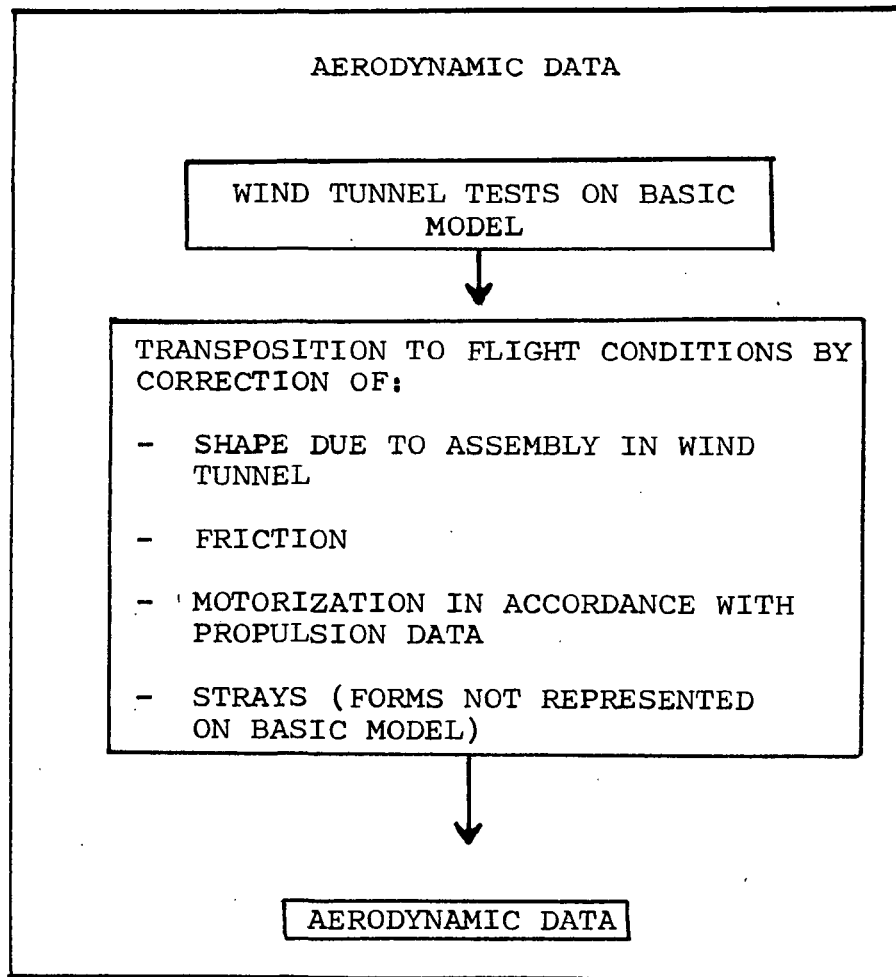 AERODYNAMIC DATA
WIND TUNNEL TESTS ON BASIC
MODEL
TRANSPOSITION TO FLIGHT CONDITIONS BY
CORRECTION OF:
- SHAPE DUE TO ASSEMBLY IN WIND
TUNNEL
- FRICTION
- MOTORIZATION IN ACCORDANCE WITH
PROPULSION DATA
- STRAYS (FORMS NOT REPRESENTED
ON BASIC MODEL)
AERODYNAMIC DATA